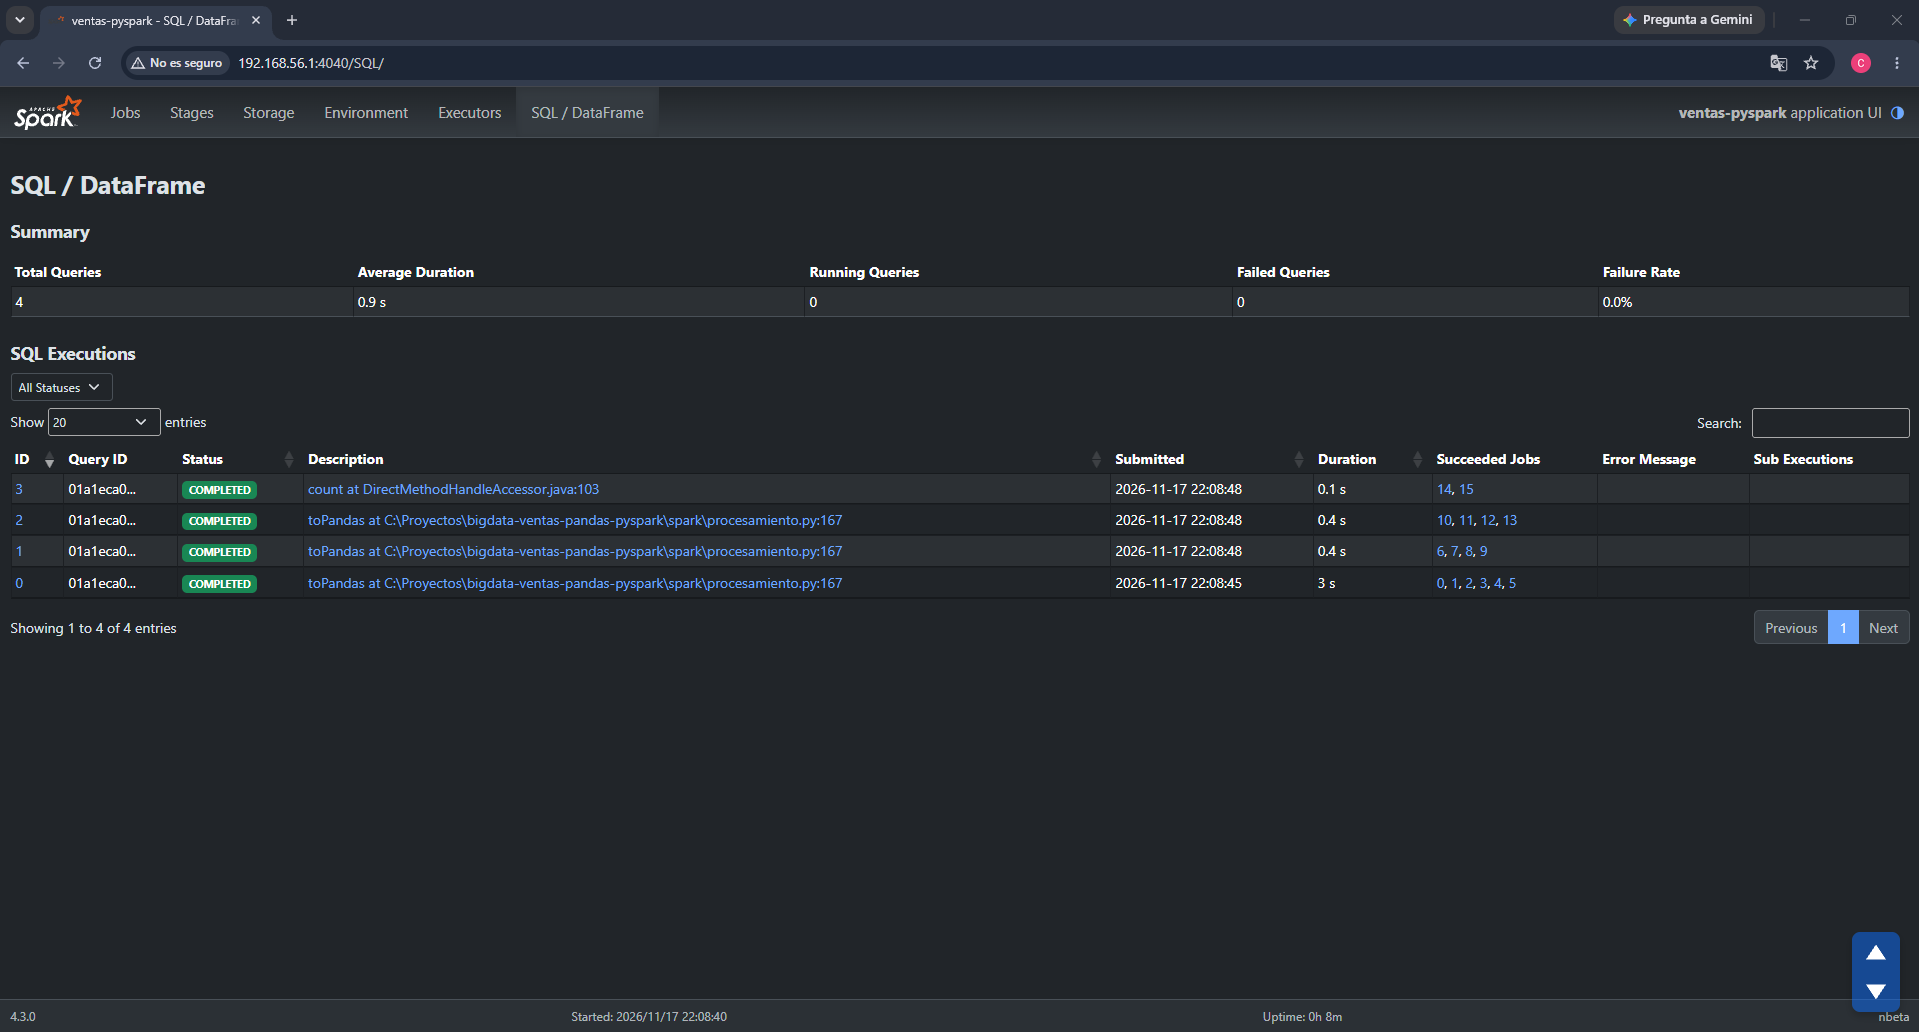 ventas-pyspark - SQL / DataFra
Pregunta a Gemini
No es seguro 192.168.56.1:4040/SQL/
C
APACHE Spark Jobs Stages Storage Environment Executors SQL / DataFrame ventas-pyspark application UI
SQL / DataFrame
Summary
Total Queries Average Duration Running Queries Failed Queries Failure Rate
4 0.9 s 0 0 0.0%
SQL Executions
All Statuses
Show 20 entries Search:
ID Query ID Status Description Submitted Duration Succeeded Jobs Error Message Sub Executions
3 01a1eca0... COMPLETED count at DirectMethodHandleAccessor.java:103 2026-11-17 22:08:48 0.1 s 14, 15
2 01a1eca0... COMPLETED toPandas at C:\Proyectos\bigdata-ventas-pandas-pyspark\spark\procesamiento.py:167 2026-11-17 22:08:48 0.4 s 10, 11, 12, 13
1 01a1eca0... COMPLETED toPandas at C:\Proyectos\bigdata-ventas-pandas-pyspark\spark\procesamiento.py:167 2026-11-17 22:08:48 0.4 s 6, 7, 8, 9
0 01a1eca0... COMPLETED toPandas at C:\Proyectos\bigdata-ventas-pandas-pyspark\spark\procesamiento.py:167 2026-11-17 22:08:45 3 s 0, 1, 2, 3, 4, 5
Showing 1 to 4 of 4 entries Previous 1 Next
4.3.0 Started: 2026/11/17 22:08:40 Uptime: 0h 8m nbeta